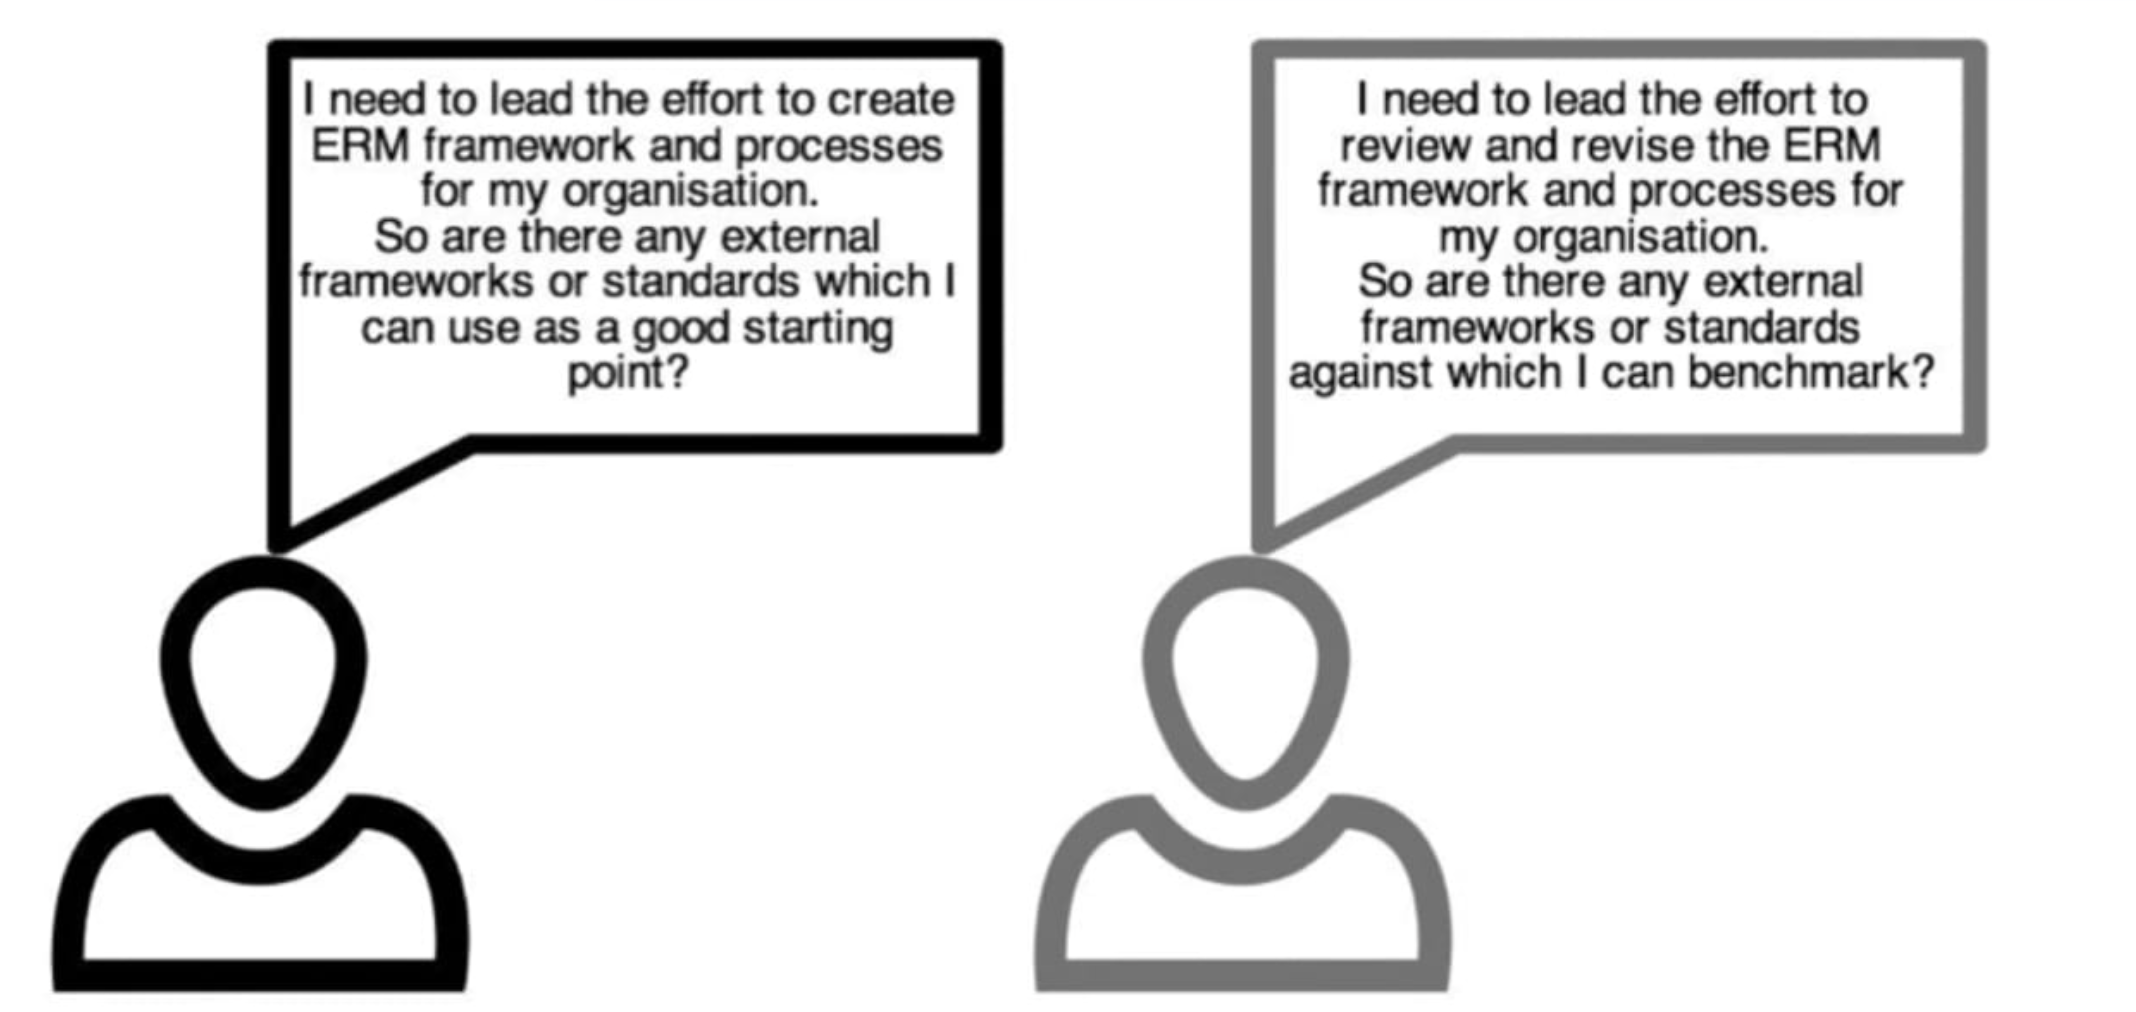 I need to lead the effort to create
ERM framework and processes
for my organisation.
So are there any external
frameworks or standards which I
can use as a good starting
point?
I need to lead the effort to
review and revise the ERM
framework and processes for
my organisation.
So are there any external
frameworks or standards
against which I can benchmark?